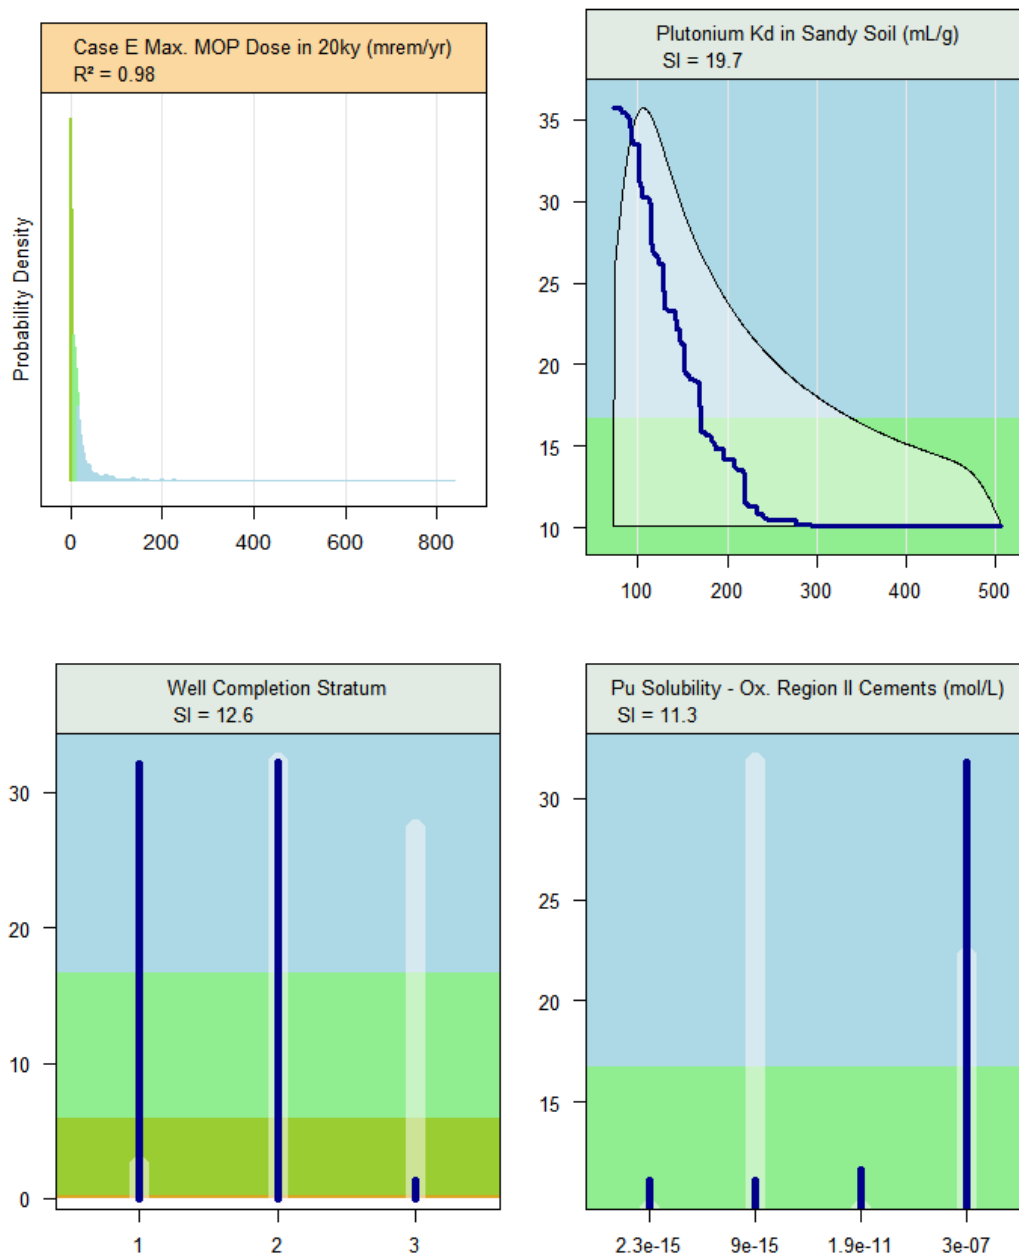 Case E Max. MOP Dose in 20ky (mrem/yr)
R² = 0.98
Probability Density
0 200 400 600 800
Plutonium Kd in Sandy Soil (mL/g)
SI = 19.7
35
30
25
20
15
10
100 200 300 400 500
Well Completion Stratum
SI = 12.6
30
20
10
0
1 2 3
Pu Solubility - Ox. Region II Cements (mol/L)
SI = 11.3
30
25
20
15
2.3e-15 9e-15 1.9e-11 3e-07